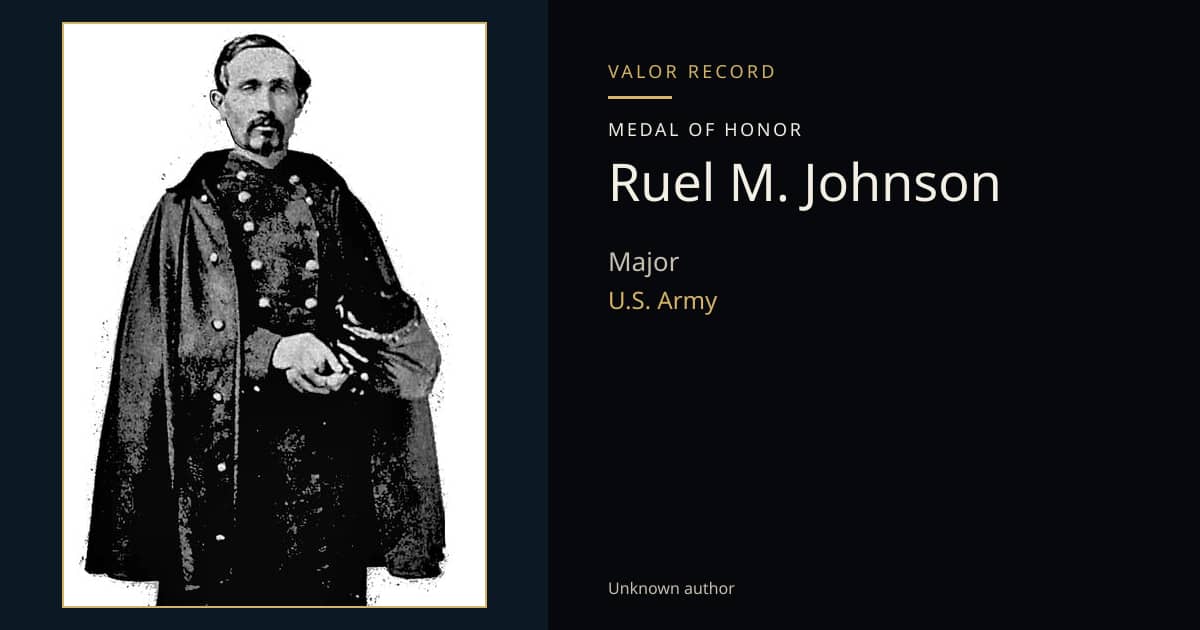 VALOR RECORD
MEDAL OF HONOR
Ruel M. Johnson
Major
U.S. Army
Unknown author